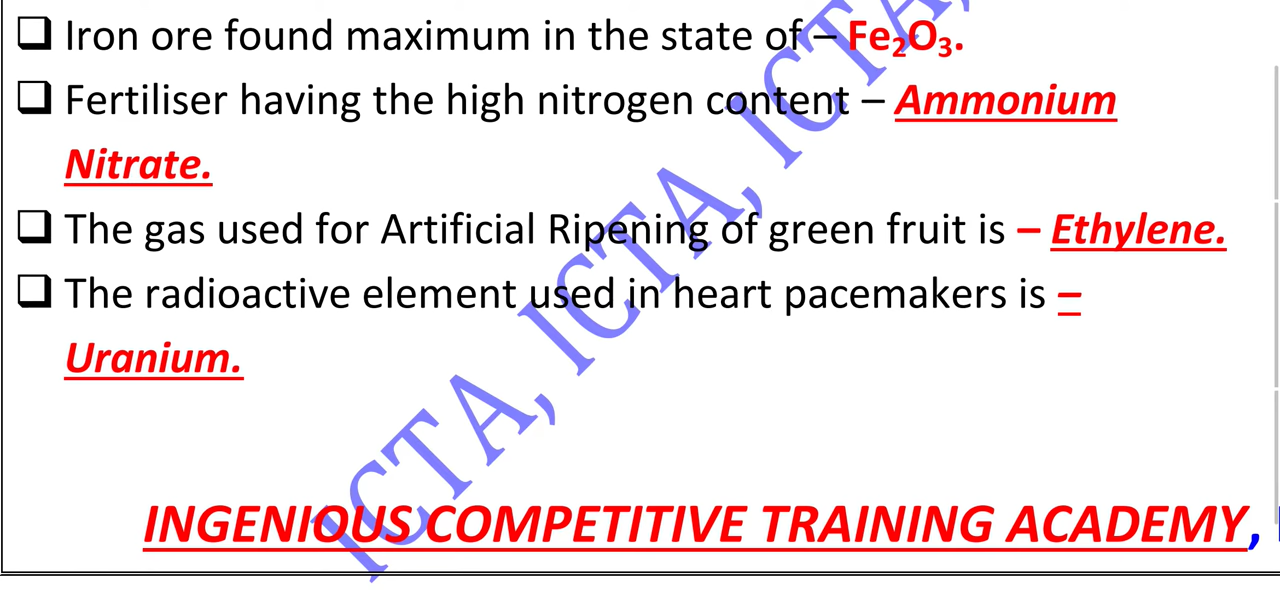 ❑ Iron ore found maximum in the state of – Fe₂O₃.
❑ Fertiliser having the high nitrogen content – Ammonium
Nitrate.
❑ The gas used for Artificial Ripening of green fruit is – Ethylene.
❑ The radioactive element used in heart pacemakers is –
Uranium.
ICTA, ICTA, ICTA,
INGENIOUS COMPETITIVE TRAINING ACADEMY,